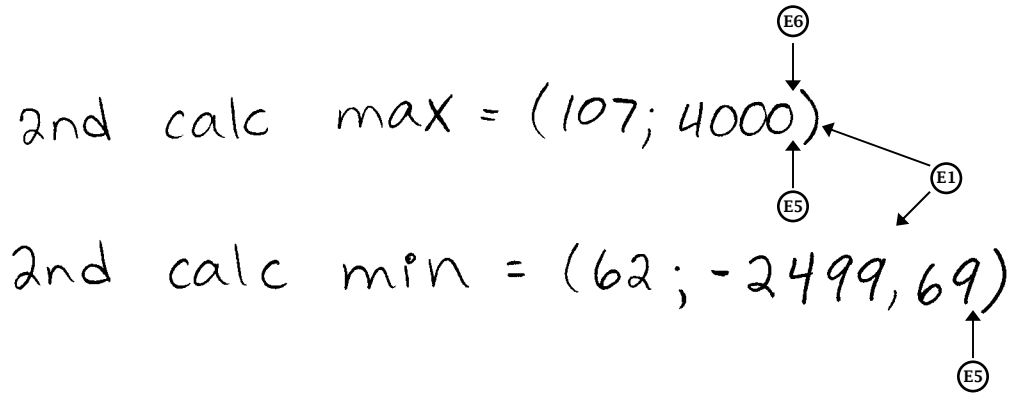 E6
2nd calc max = (107; 4000)
E1
E5
2nd calc min = (62; -2499,69)
E5